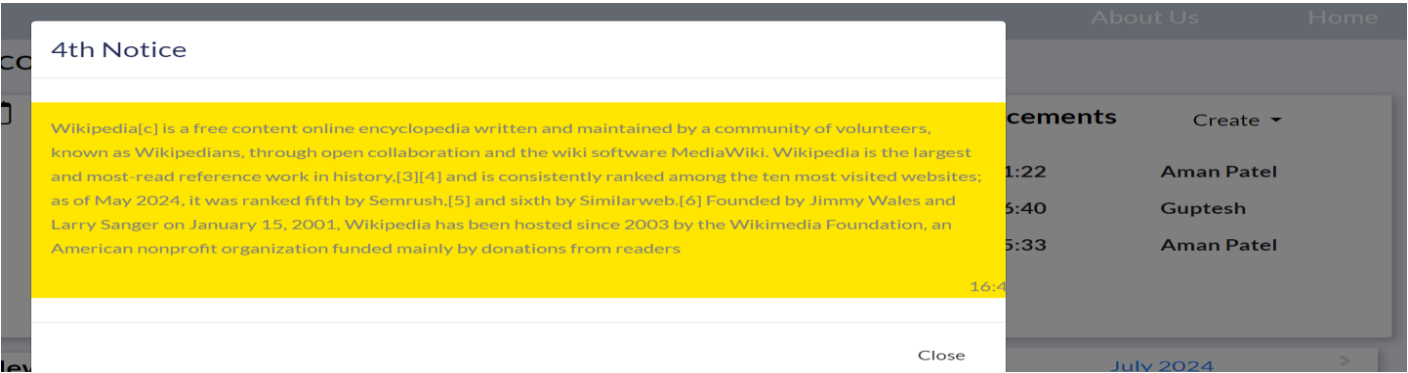 About Us Home
4th Notice
Wikipedia[c] is a free content online encyclopedia written and maintained by a community of volunteers,
known as Wikipedians, through open collaboration and the wiki software MediaWiki. Wikipedia is the largest
and most-read reference work in history,[3][4] and is consistently ranked among the ten most visited websites;
as of May 2024, it was ranked fifth by Semrush,[5] and sixth by Similarweb.[6] Founded by Jimmy Wales and
Larry Sanger on January 15, 2001, Wikipedia has been hosted since 2003 by the Wikimedia Foundation, an
American nonprofit organization funded mainly by donations from readers
16:4
Close
cements Create
1:22 Aman Patel
6:40 Guptesh
5:33 Aman Patel
July 2024 >